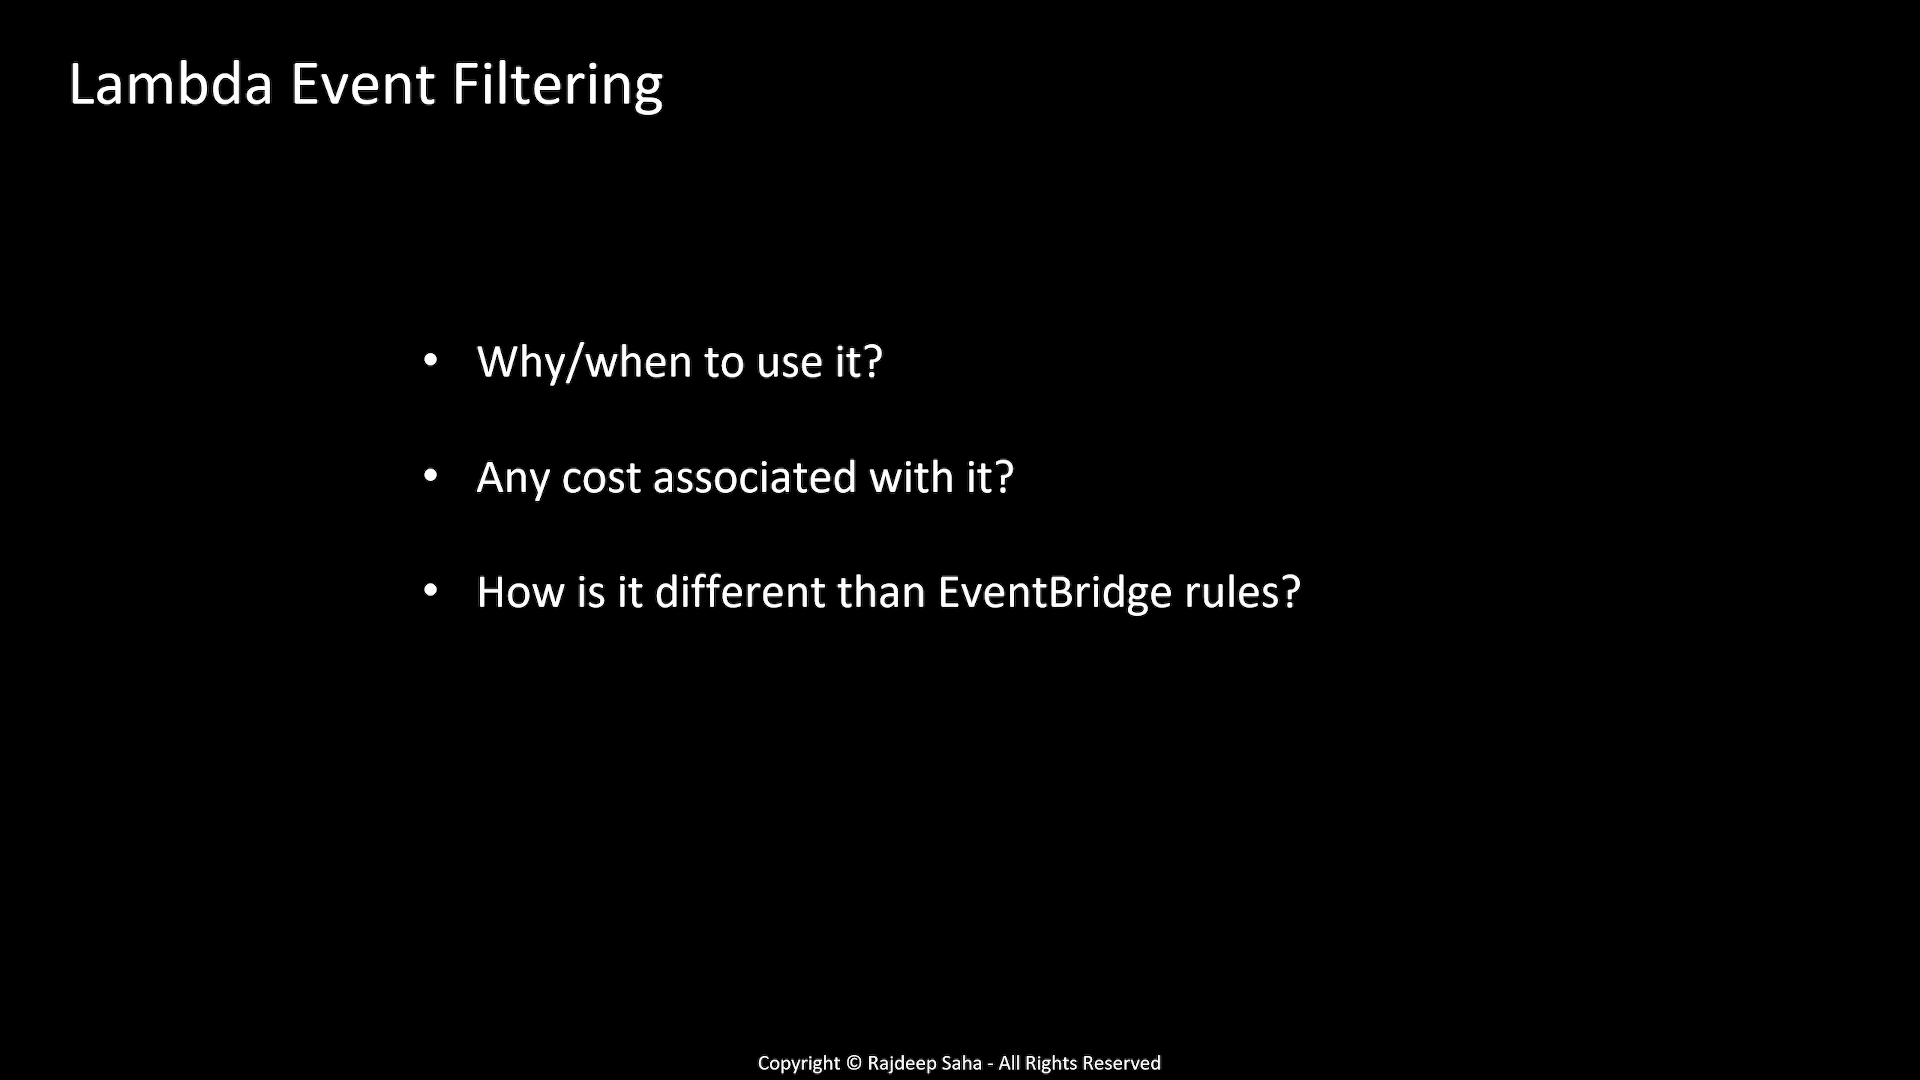 Lambda Event Filtering
• Why/when to use it?
• Any cost associated with it?
• How is it different than EventBridge rules?
Copyright © Rajdeep Saha - All Rights Reserved